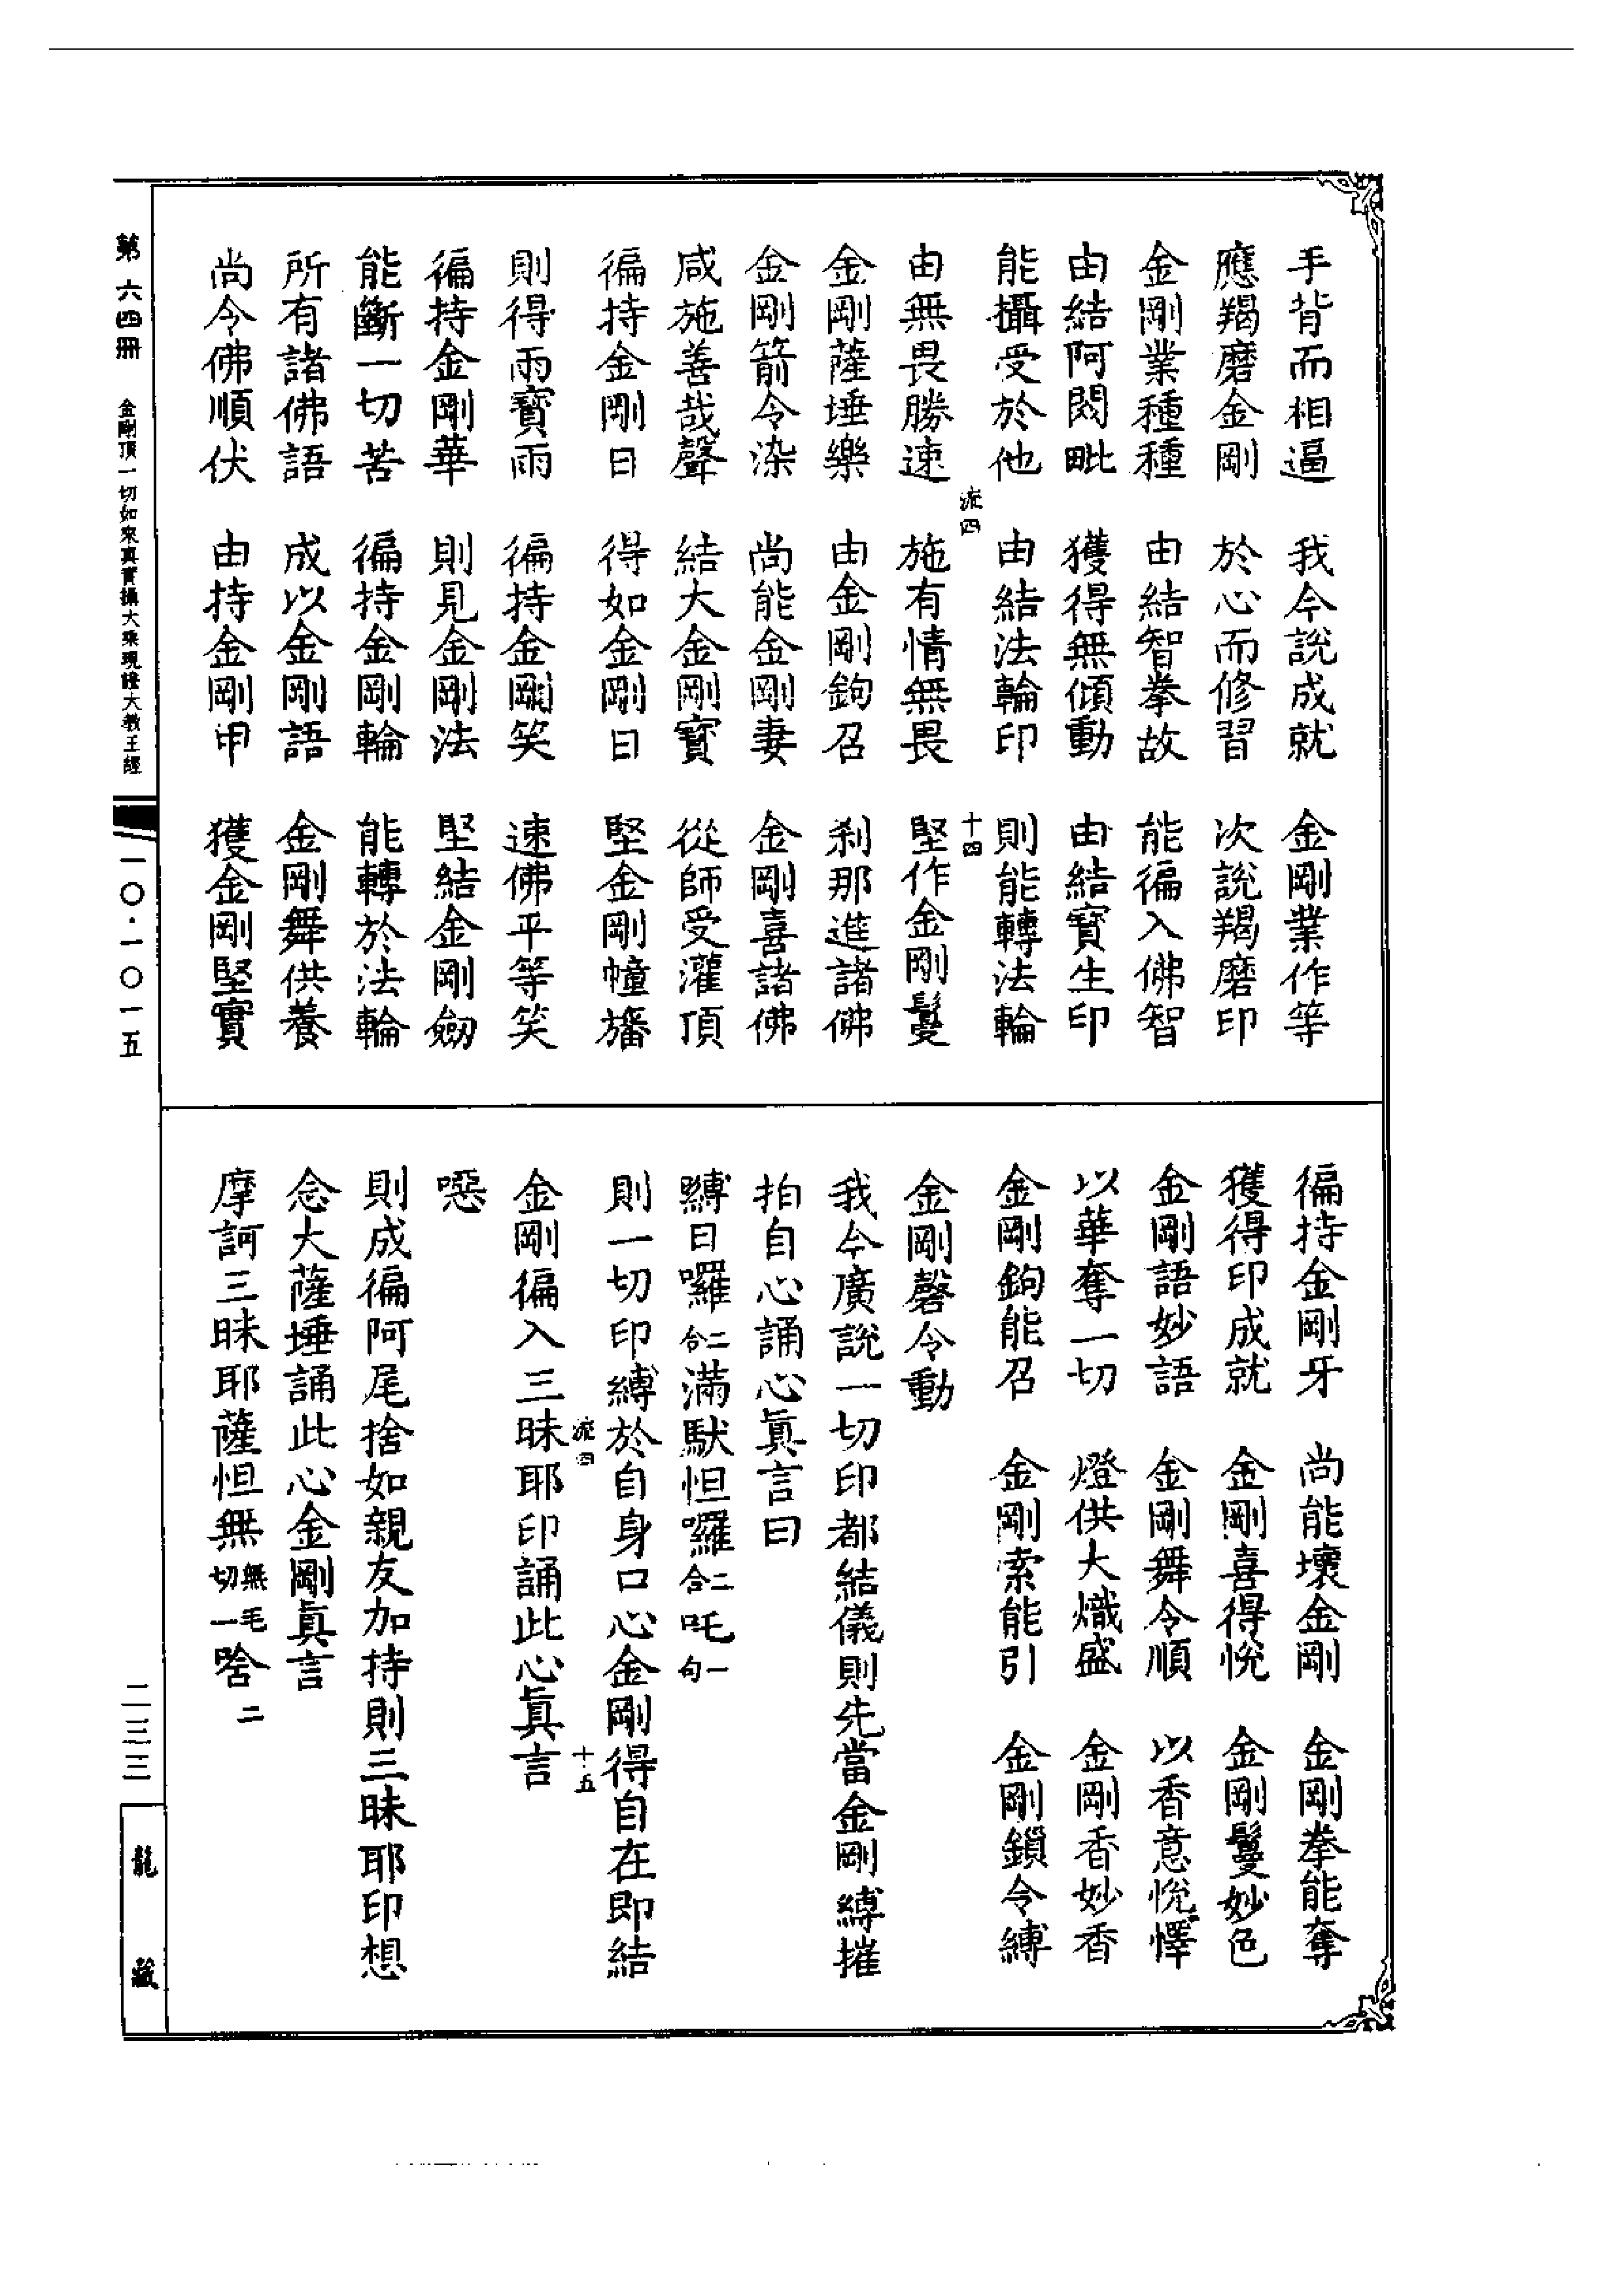 手背而相逼　我今說成就　金剛業作等
應羯磨金剛　於心而修習　次說羯磨印
金剛業種種　由結智拳故　能徧入佛智
由結阿閦毗　獲得無傾動　由結寶生印
能攝受於他　由結法輪印　則能轉法輪
流四　十四
由無畏勝速　施有情無畏　堅作金剛鬘
金剛薩埵樂　由金剛鉤召　剎那進諸佛
金剛箭令染　尚能金剛妻　金剛喜諸佛
咸施善哉聲　結大金剛寶　從師受灌頂
徧持金剛日　得如金剛日　堅金剛幢旛
則得雨寶雨　徧持金剛笑　速佛平等笑
徧持金剛華　則見金剛法　堅結金剛劒
能斷一切苦　徧持金剛輪　能轉於法輪
所有諸佛語　成以金剛語　金剛舞供養
尚令佛順伏　由持金剛甲　獲金剛堅實
徧持金剛牙　尚能壞金剛　金剛拳能奪
獲得印成就　金剛喜得悅　金剛鬘妙色
金剛語妙語　金剛舞令順　以香意悅懌
以華奪一切　燈供大熾盛　金剛香妙香
金剛鉤能召　金剛索能引　金剛鎖令縛
金剛磬令動
我今廣說一切印都結儀則先當金剛縛摧
拍自心誦心眞言曰
縛日囉二合滿馱怛囉二合吒一句
則一切印縛於自身口心金剛得自在即結
流四　十五
金剛徧入三昧耶印誦此心眞言
噁
則成徧阿尾捨如親友加持則三昧耶印想
念大薩埵誦此心金剛眞言
摩訶三昧耶薩怛無無毛切一唅二
第六四冊　金剛頂一切如來真實攝大乘現證大教王經　一〇·一〇一五
二三三
龍藏